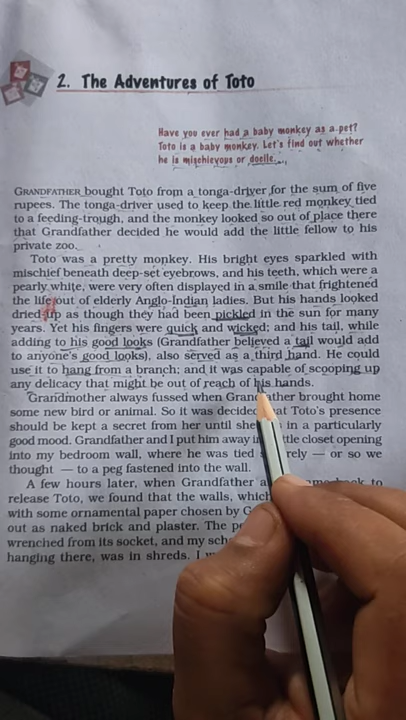 2. The Adventures of Toto
Have you ever had a baby monkey as a pet?
Toto is a baby monkey. Let's find out whether
he is mischievous or docile.
GRANDFATHER bought Toto from a tonga-driver for the sum of five
rupees. The tonga-driver used to keep the little red monkey tied
to a feeding-trough, and the monkey looked so out of place there
that Grandfather decided he would add the little fellow to his
private zoo.
Toto was a pretty monkey. His bright eyes sparkled with
mischief beneath deep-set eyebrows, and his teeth, which were a
pearly white, were very often displayed in a smile that frightened
the life out of elderly Anglo-Indian ladies. But his hands looked
dried-up as though they had been pickled in the sun for many
years. Yet his fingers were quick and wicked; and his tail, while
adding to his good looks (Grandfather believed a tail would add
to anyone's good looks), also served as a third hand. He could
use it to hang from a branch; and it was capable of scooping up
any delicacy that might be out of reach of his hands.
Grandmother always fussed when Grandfather brought home
some new bird or animal. So it was decided that Toto's presence
should be kept a secret from her until she in a particularly
good mood. Grandfather and I put him away in little closet opening
into my bedroom wall, where he was tied — or so we
thought — to a peg fastened into the wall.
A few hours later, when Grandfather back to
release Toto, we found that the walls, which
with some ornamental paper chosen by
out as naked brick and plaster. The
wrenched from its socket, and my
hanging there, was in shreds. I